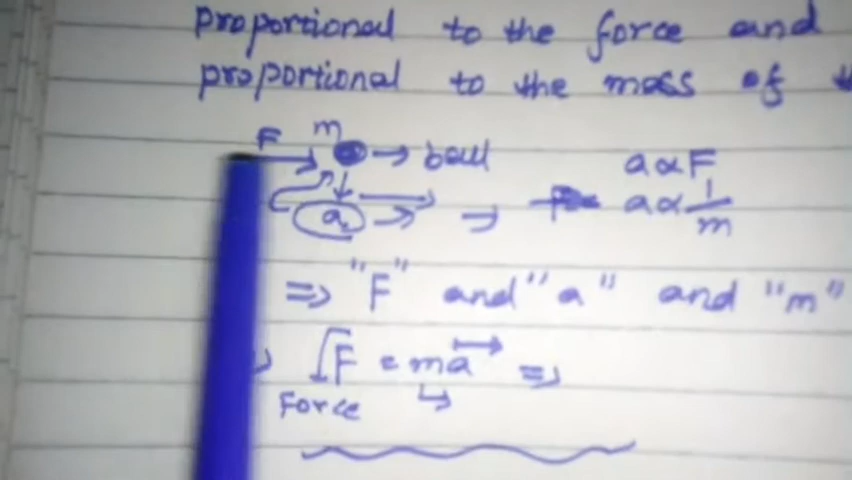 proportional to the force and
proportional to the mass of
F m → ball a∝F
a → → a∝1/m
⇒ "F" and "a" and "m"
F = ma ⇒
Force